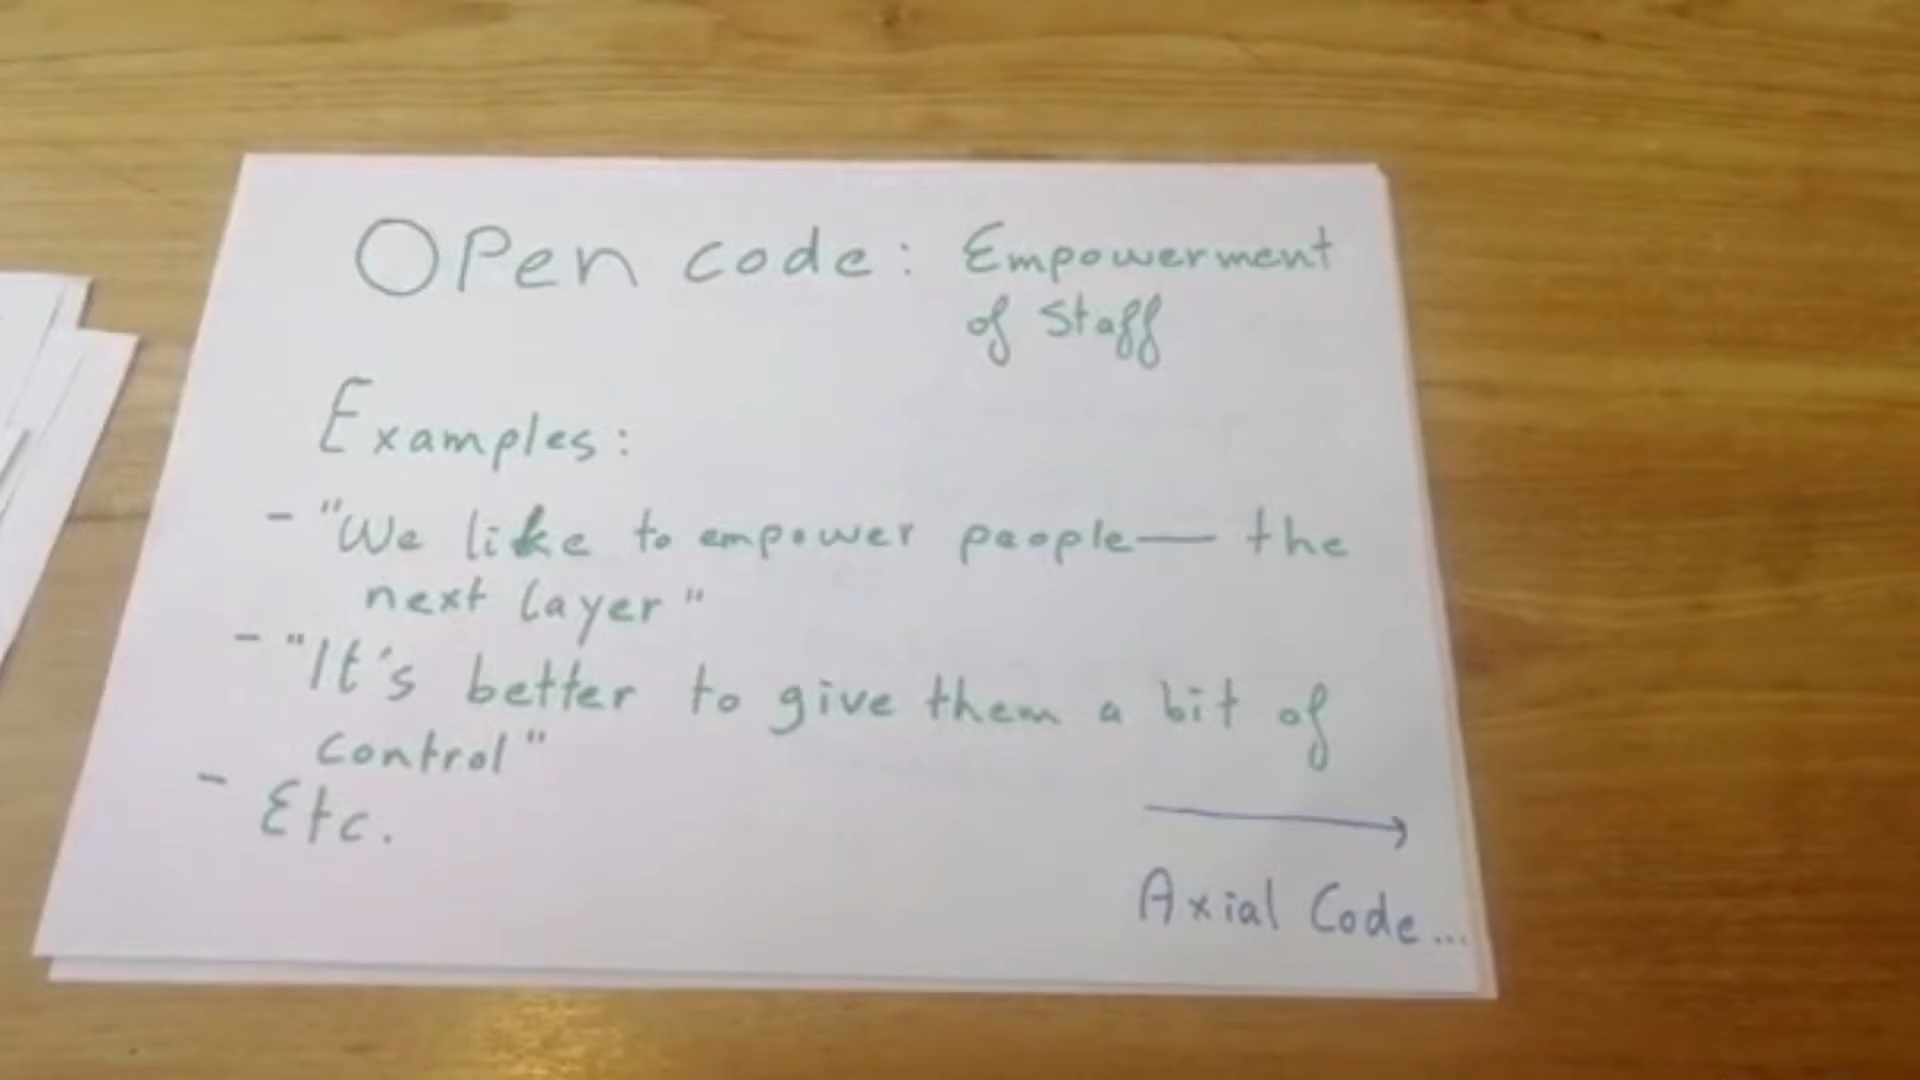 Open code: Empowerment
of Staff
Examples:
- "We like to empower people— the
next layer"
- "It's better to give them a bit of
control"
- Etc.
Axial Code...